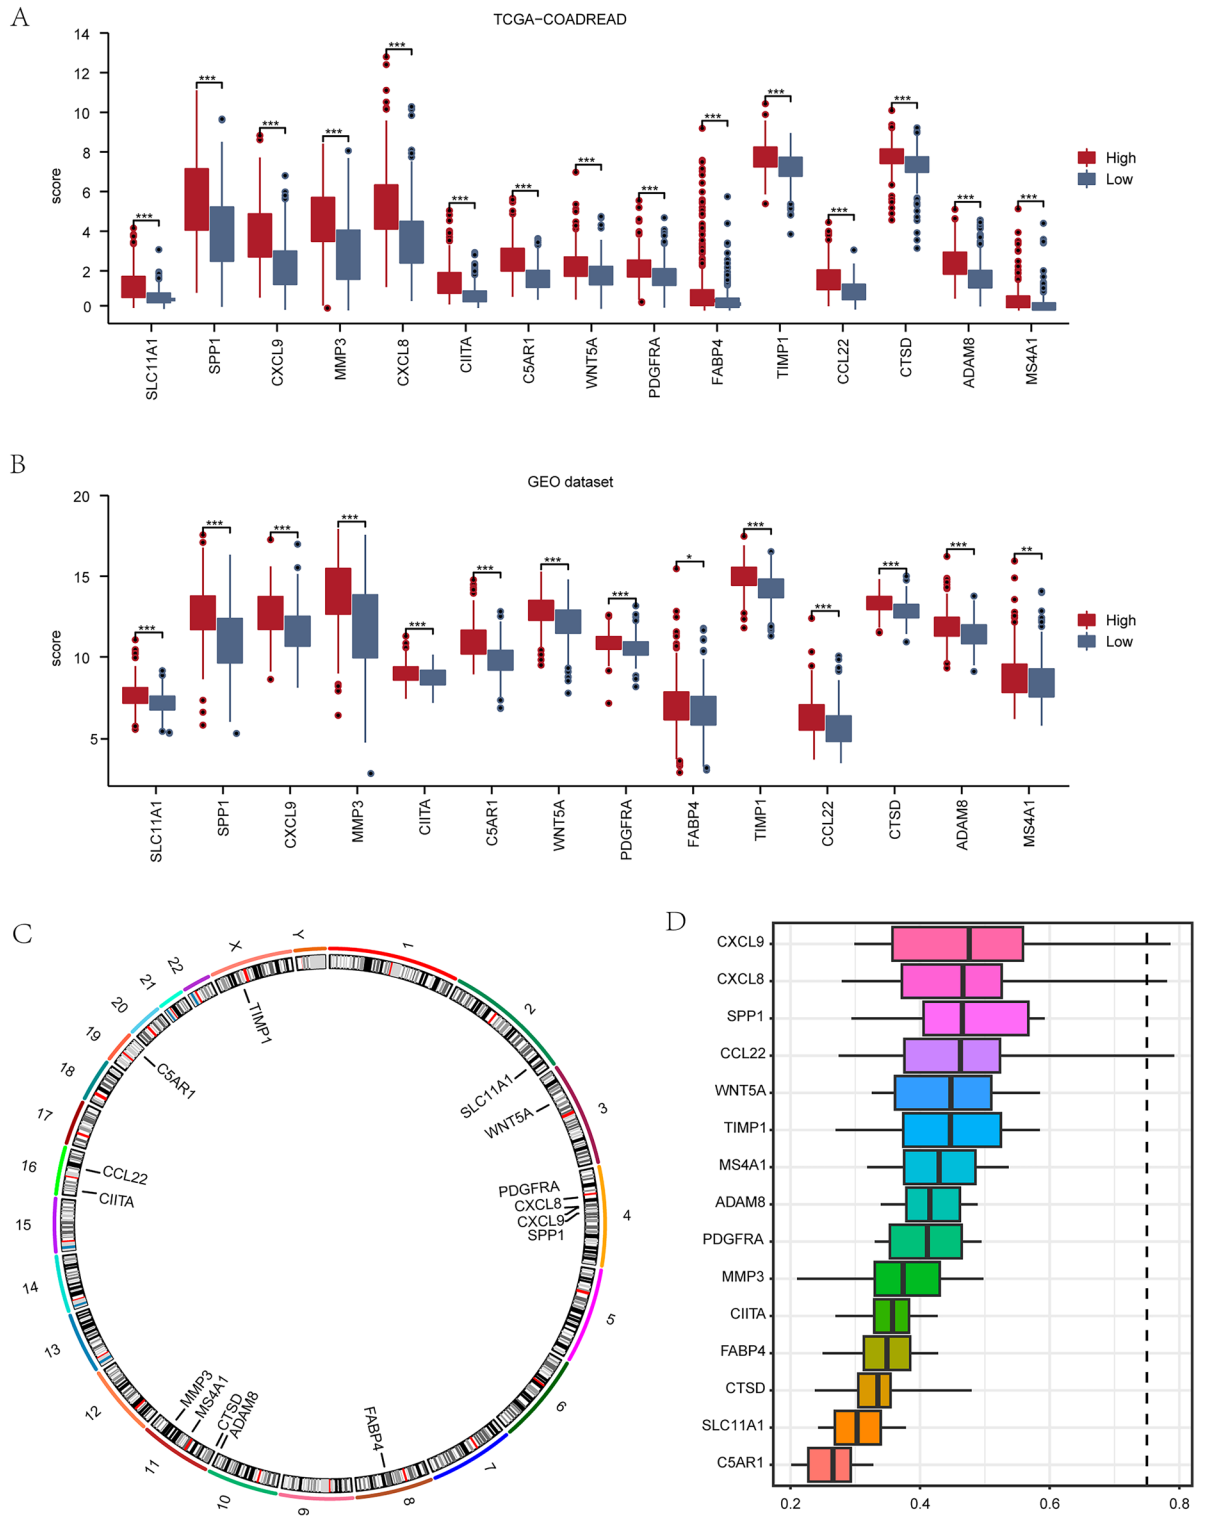 A
TCGA−COADREAD
score
14
12
10
8
6
4
2
0
*** *** *** *** *** *** *** *** *** *** *** *** *** *** ***
High
Low
SLC11A1 SPP1 CXCL9 MMP3 CXCL8 CIITA C5AR1 WNT5A PDGFRA FABP4 TIMP1 CCL22 CTSD ADAM8 MS4A1
B
GEO dataset
score
20
15
10
5
*** *** *** *** *** *** *** *** * *** *** *** *** **
High
Low
SLC11A1 SPP1 CXCL9 MMP3 CIITA C5AR1 WNT5A PDGFRA FABP4 TIMP1 CCL22 CTSD ADAM8 MS4A1
C
1
2
3
4
5
6
7
8
9
10
11
12
13
14
15
16
17
18
19
20
21
22
X
Y
TIMP1
C5AR1
SLC11A1
WNT5A
CCL22
CIITA
PDGFRA
CXCL8
CXCL9
SPP1
MMP3
MS4A1
CTSD
ADAM8
FABP4
D
CXCL9
CXCL8
SPP1
CCL22
WNT5A
TIMP1
MS4A1
ADAM8
PDGFRA
MMP3
CIITA
FABP4
CTSD
SLC11A1
C5AR1
0.2 0.4 0.6 0.8